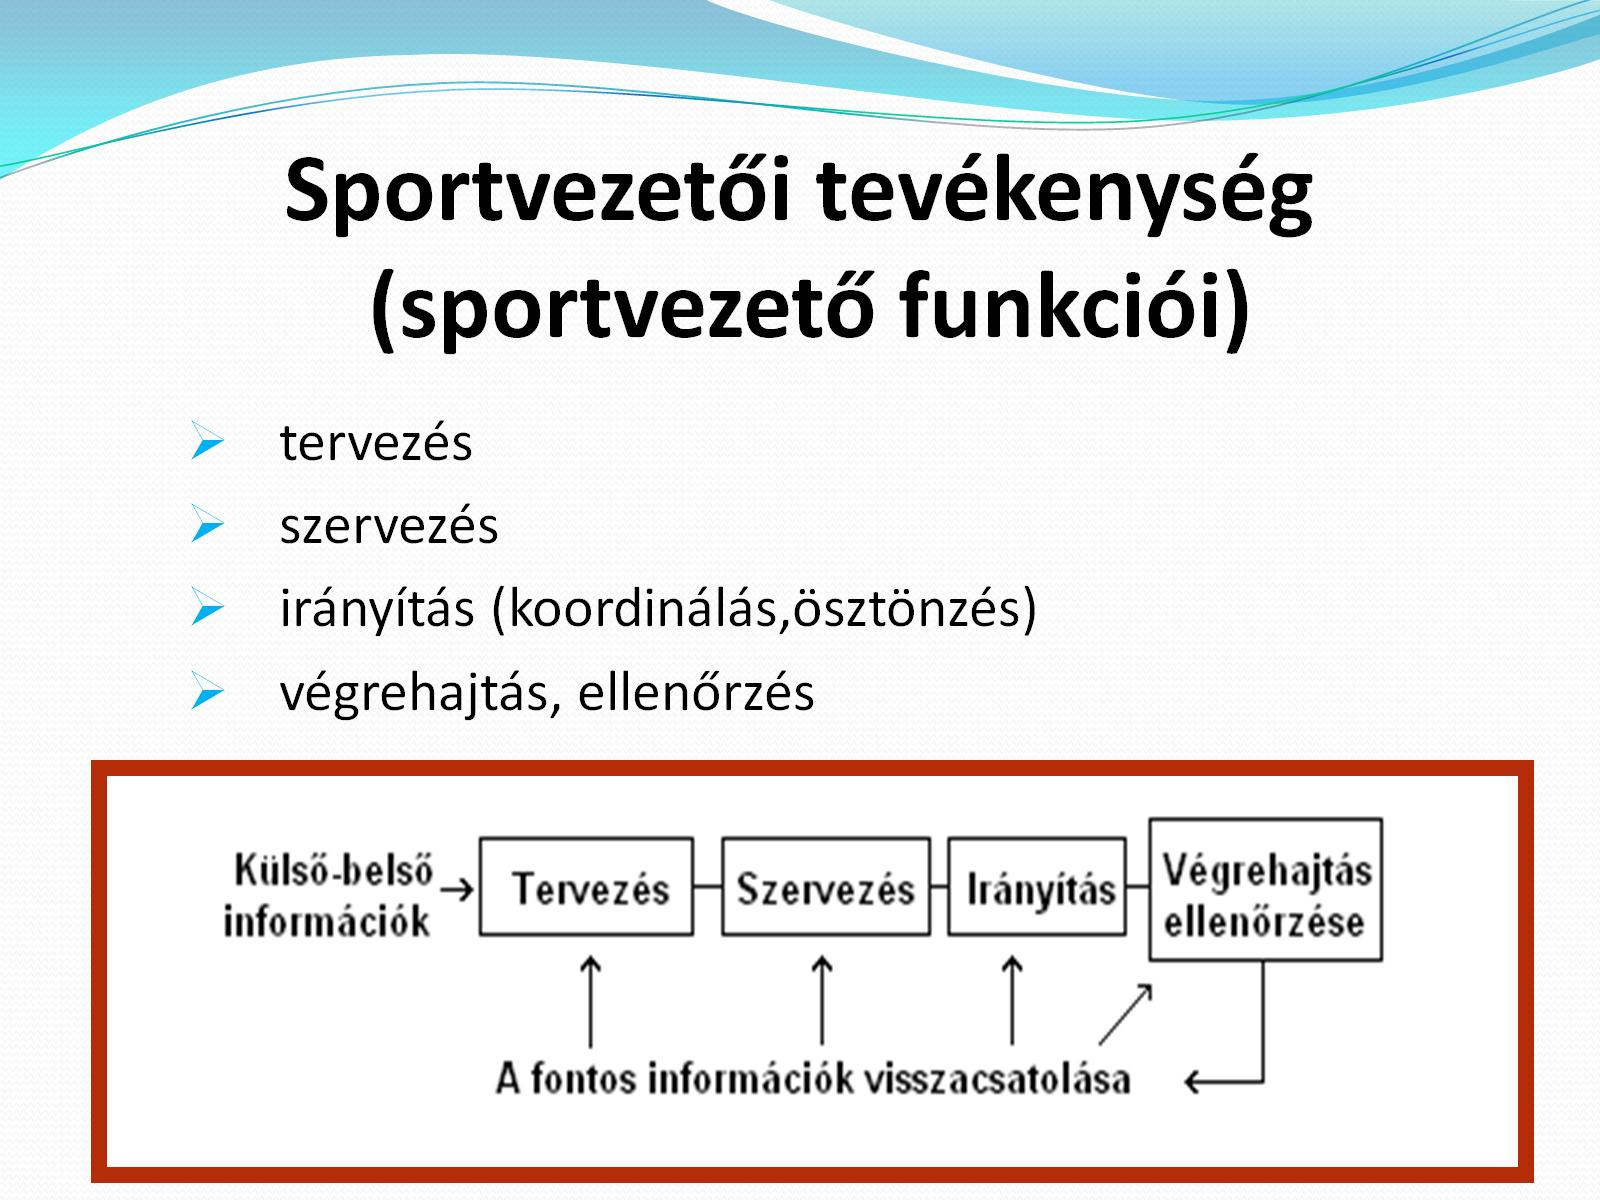 Sportvezetői tevékenység
(sportvezető funkciói)
tervezés
szervezés
irányítás (koordinálás,ösztönzés)
végrehajtás, ellenőrzés
Külső-belső
információk
Tervezés
Szervezés
Irányítás
Végrehajtás
ellenőrzése
A fontos információk visszacsatolása